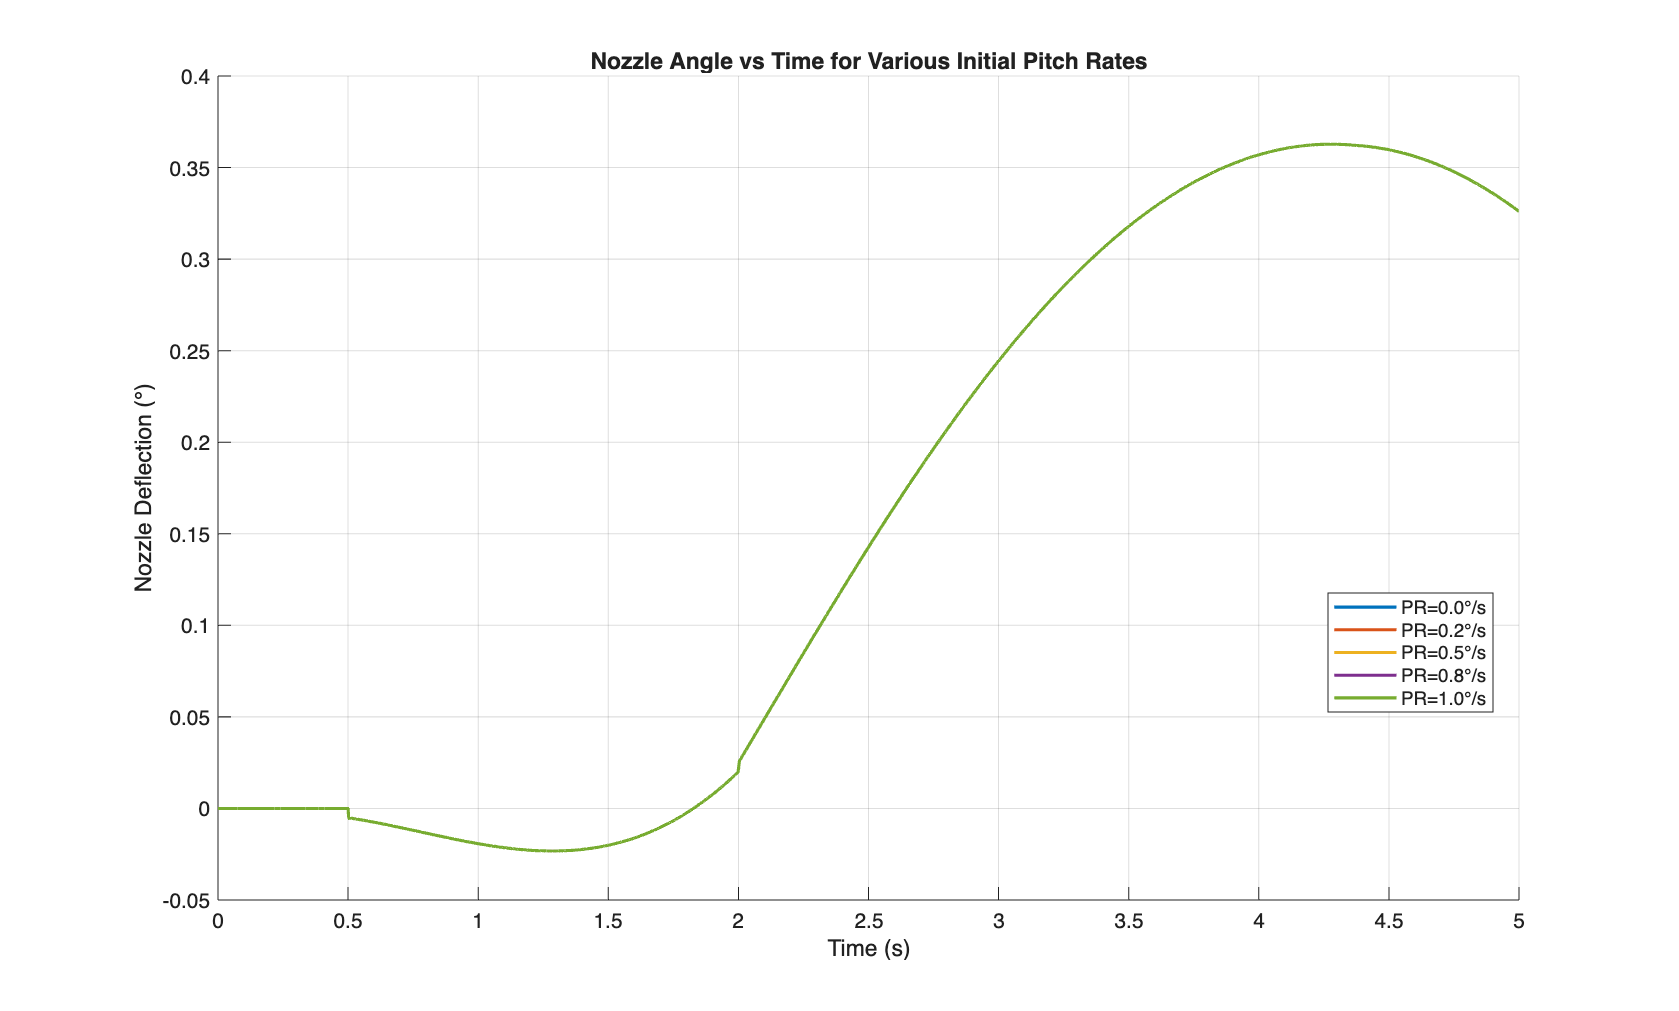 Nozzle Angle vs Time for Various Initial Pitch Rates
0.4
0.35
0.3
0.25
0.2
0.15
0.1
0.05
0
-0.05
Nozzle Deflection (°)
PR=0.0°/s
PR=0.2°/s
PR=0.5°/s
PR=0.8°/s
PR=1.0°/s
0 0.5 1 1.5 2 2.5 3 3.5 4 4.5 5
Time (s)